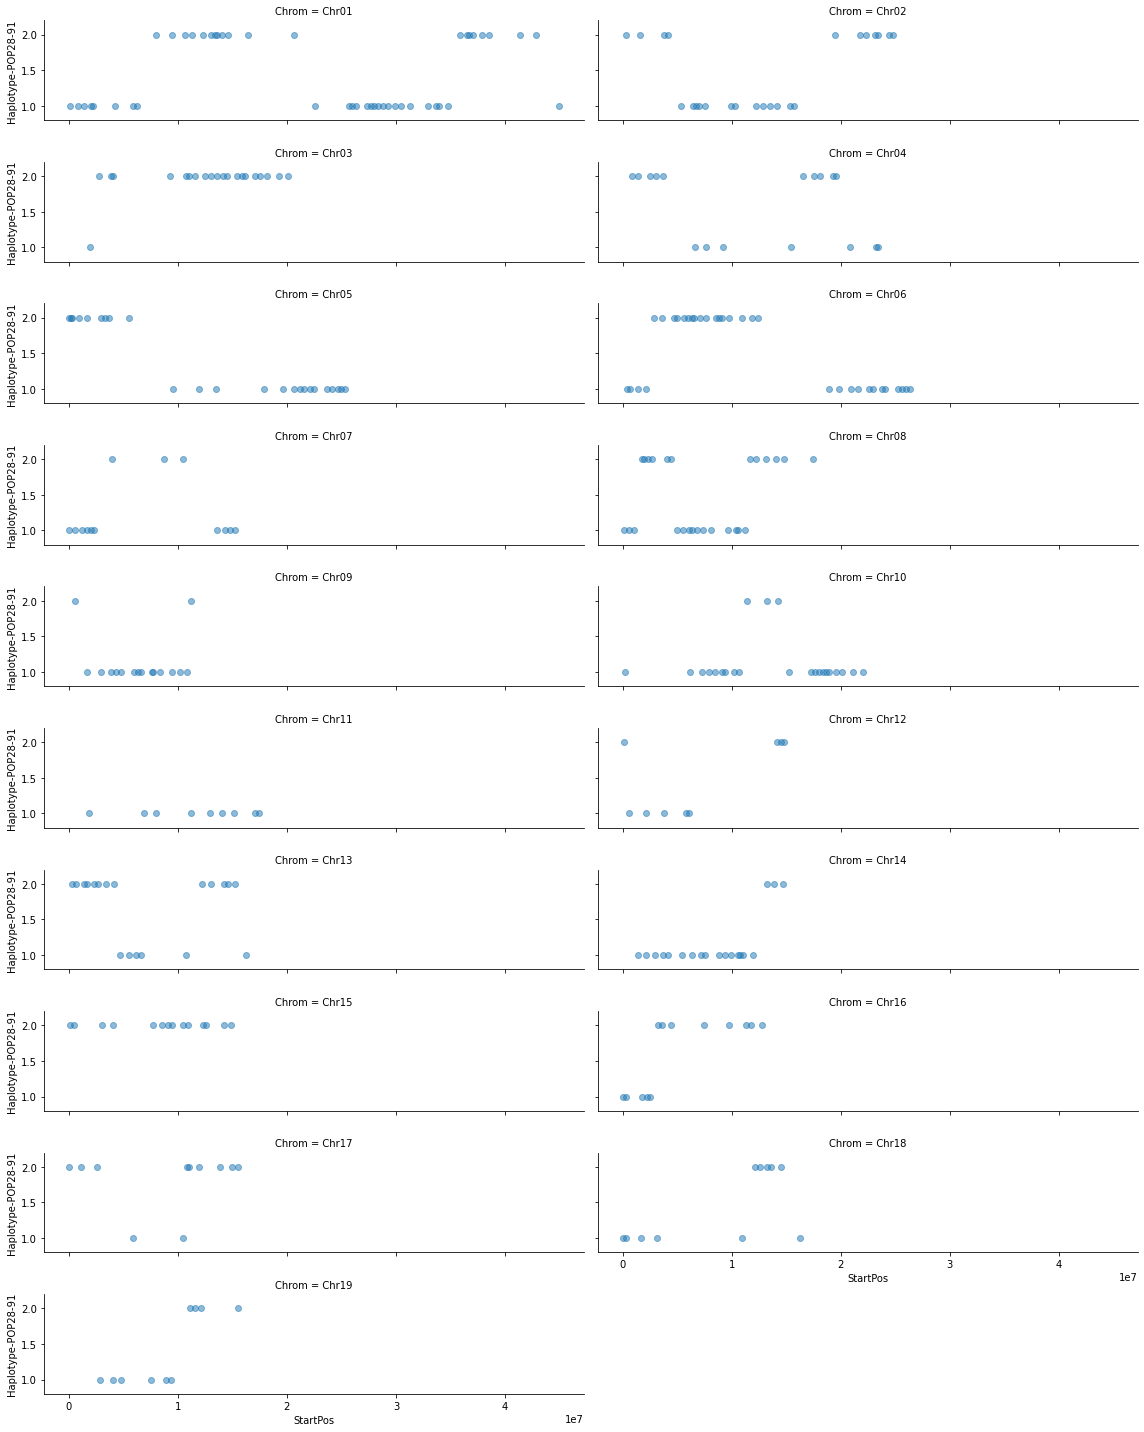 Chrom = Chr01
Chrom = Chr02
Haplotype-POP28-91
2.0
1.5
1.0
Chrom = Chr03
Chrom = Chr04
Haplotype-POP28-91
2.0
1.5
1.0
Chrom = Chr05
Chrom = Chr06
Haplotype-POP28-91
2.0
1.5
1.0
Chrom = Chr07
Chrom = Chr08
Haplotype-POP28-91
2.0
1.5
1.0
Chrom = Chr09
Chrom = Chr10
Haplotype-POP28-91
2.0
1.5
1.0
Chrom = Chr11
Chrom = Chr12
Haplotype-POP28-91
2.0
1.5
1.0
Chrom = Chr13
Chrom = Chr14
Haplotype-POP28-91
2.0
1.5
1.0
Chrom = Chr15
Chrom = Chr16
Haplotype-POP28-91
2.0
1.5
1.0
Chrom = Chr17
Chrom = Chr18
Haplotype-POP28-91
2.0
1.5
1.0
0 1 2 3 4
StartPos
1e7
Chrom = Chr19
Haplotype-POP28-91
2.0
1.5
1.0
0 1 2 3 4
StartPos
1e7